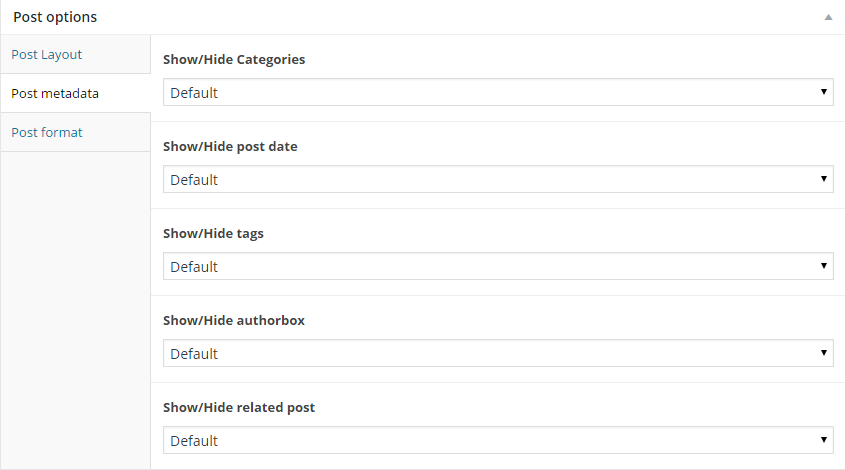 Post options
Post Layout
Post metadata
Post format
Show/Hide Categories
Default
Show/Hide post date
Default
Show/Hide tags
Default
Show/Hide authorbox
Default
Show/Hide related post
Default